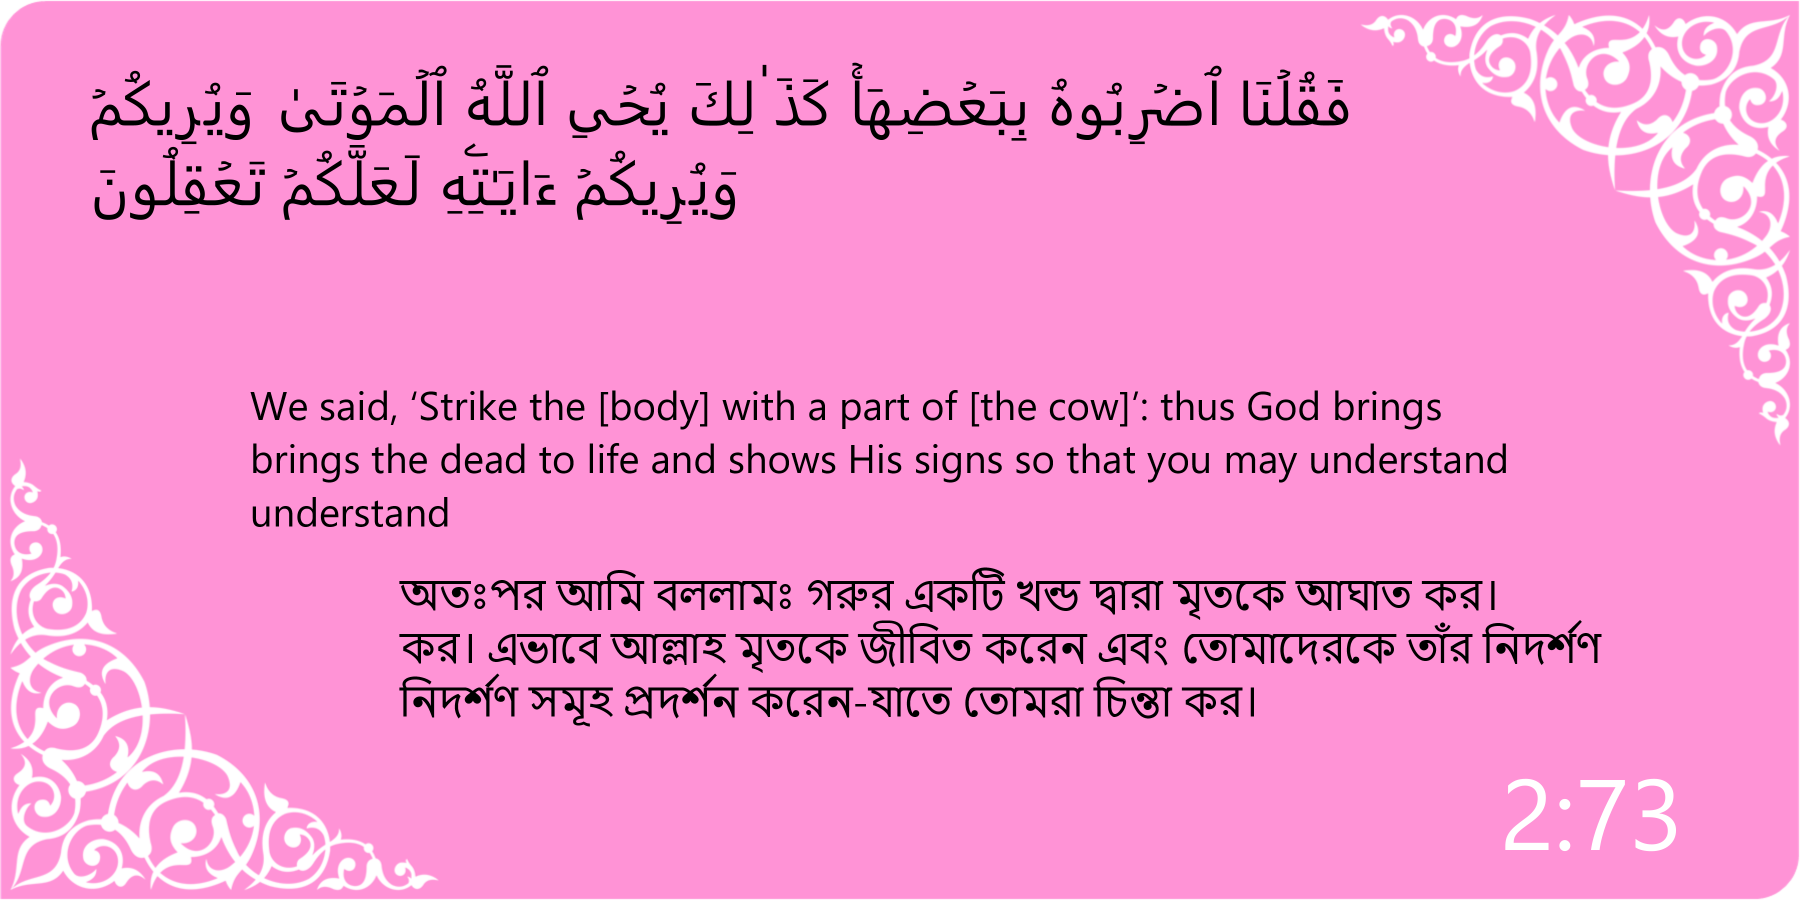 فَقُلۡنَا ٱضۡرِبُوهُ بِبَعۡضِهَاۚ كَذَٰلِكَ يُحۡيِ ٱللَّهُ ٱلۡمَوۡتَىٰ وَيُرِيكُمۡ
وَيُرِيكُمۡ ءَايَـٰتِهِۦ لَعَلَّكُمۡ تَعۡقِلُونَ
We said, ‘Strike the [body] with a part of [the cow]’: thus God brings
brings the dead to life and shows His signs so that you may understand
understand
অতঃপর আমি বললামঃ গরুর একটি খন্ড দ্বারা মৃতকে আঘাত কর।
কর। এভাবে আল্লাহ মৃতকে জীবিত করেন এবং তোমাদেরকে তাঁর নিদর্শণ
নিদর্শণ সমূহ প্রদর্শন করেন-যাতে তোমরা চিন্তা কর।
2:73